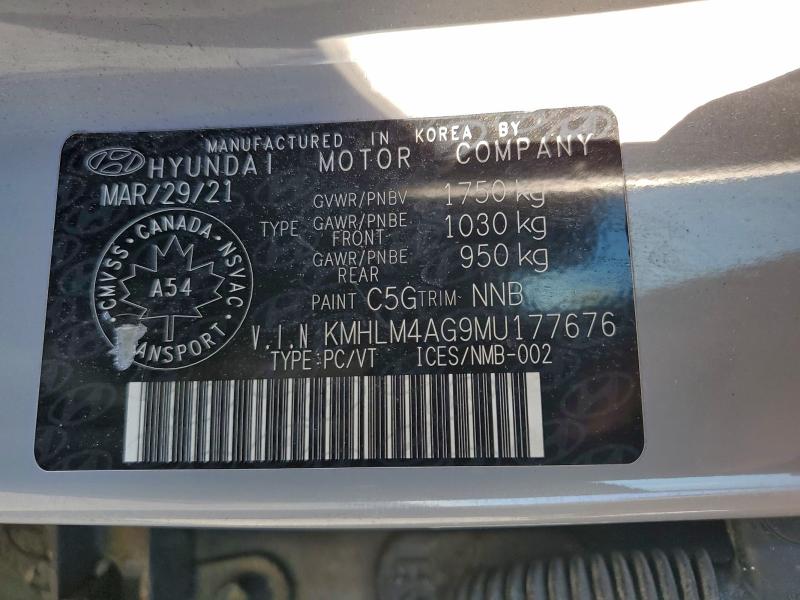 MANUFACTURED IN KOREA BY
HYUNDAI MOTOR COMPANY
MAR/29/21
GVWR/PNBV 1750 kg
TYPE GAWR/PNBE FRONT 1030 kg
GAWR/PNBE REAR 950 kg
CMVSS · CANADA · NSVAC
A54
TRANSPORT
PAINT C5G TRIM NNB
V.I.N KMHLM4AG9MU177676
TYPE:PC/VT ICES/NMB-002